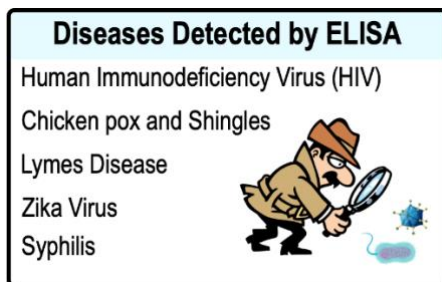 Diseases Detected by ELISA
Human Immunodeficiency Virus (HIV)
Chicken pox and Shingles
Lymes Disease
Zika Virus
Syphilis